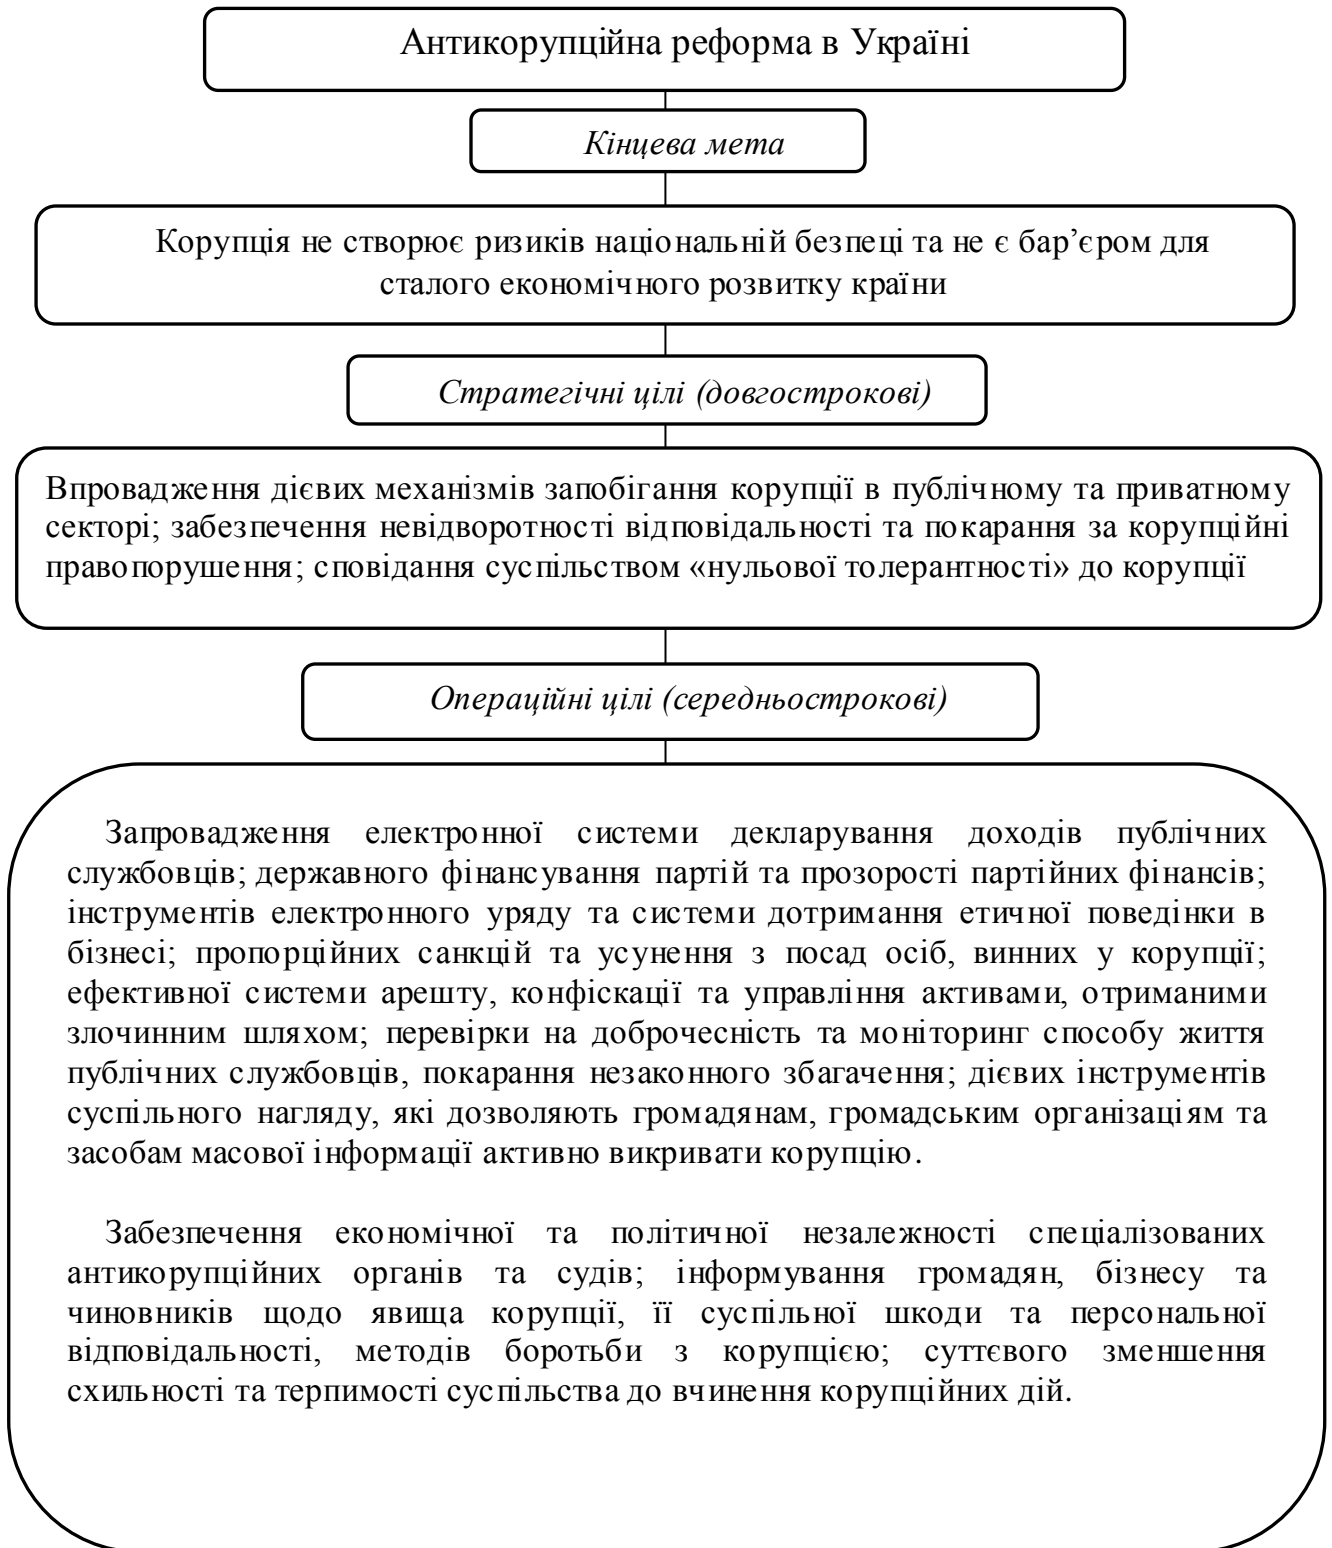 Антикорупційна реформа в Україні
Кінцева мета
Корупція не створює ризиків національній безпеці та не є бар’єром для
сталого економічного розвитку країни
Стратегічні цілі (довгострокові)
Впровадження дієвих механізмів запобігання корупції в публічному та приватному
секторі; забезпечення невідворотності відповідальності та покарання за корупційні
правопорушення; сповідання суспільством «нульової толерантності» до корупції
Операційні цілі (середньострокові)
Запровадження електронної системи декларування доходів публічних
службовців; державного фінансування партій та прозорості партійних фінансів;
інструментів електронного уряду та системи дотримання етичної поведінки в
бізнесі; пропорційних санкцій та усунення з посад осіб, винних у корупції;
ефективної системи арешту, конфіскації та управління активами, отриманими
злочинним шляхом; перевірки на доброчесність та моніторинг способу життя
публічних службовців, покарання незаконного збагачення; дієвих інструментів
суспільного нагляду, які дозволяють громадянам, громадським організаціям та
засобам масової інформації активно викривати корупцію.
Забезпечення економічної та політичної незалежності спеціалізованих
антикорупційних органів та судів; інформування громадян, бізнесу та
чиновників щодо явища корупції, її суспільної шкоди та персональної
відповідальності, методів боротьби з корупцією; суттєвого зменшення
схильності та терпимості суспільства до вчинення корупційних дій.